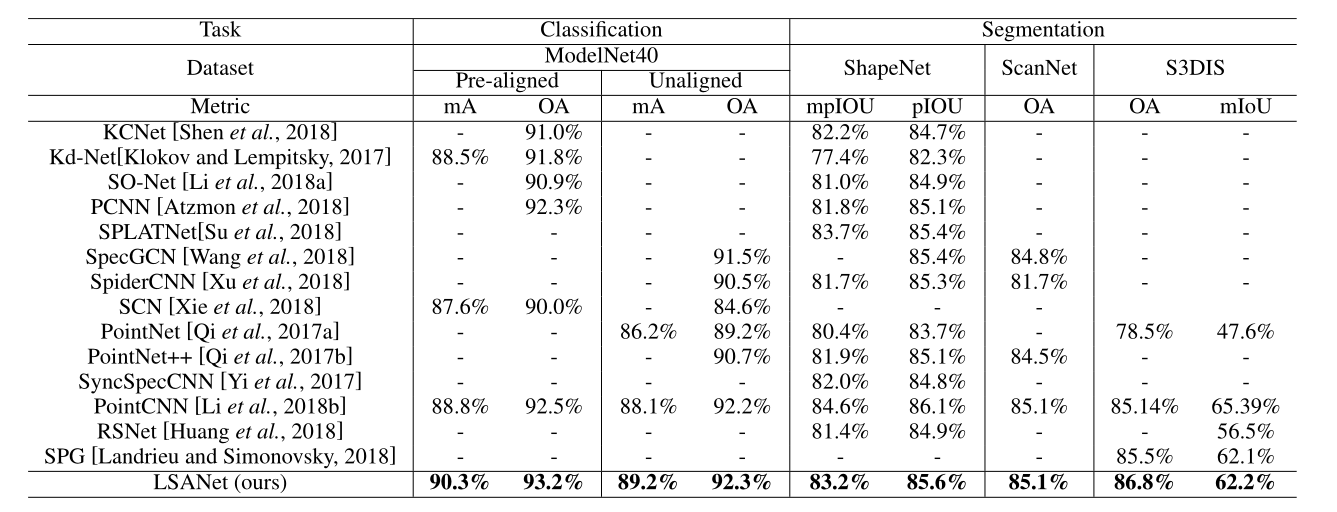 Task Classification Segmentation
Dataset ModelNet40 ShapeNet ScanNet S3DIS
Pre-aligned Unaligned
Metric mA OA mA OA mpIOU pIOU OA OA mIoU
KCNet [Shen et al., 2018] - 91.0% - - 82.2% 84.7% - - -
Kd-Net[Klokov and Lempitsky, 2017] 88.5% 91.8% - - 77.4% 82.3% - - -
SO-Net [Li et al., 2018a] - 90.9% - - 81.0% 84.9% - - -
PCNN [Atzmon et al., 2018] - 92.3% - - 81.8% 85.1% - - -
SPLATNet[Su et al., 2018] - - - - 83.7% 85.4% - - -
SpecGCN [Wang et al., 2018] - - - 91.5% - 85.4% 84.8% - -
SpiderCNN [Xu et al., 2018] - - - 90.5% 81.7% 85.3% 81.7% - -
SCN [Xie et al., 2018] 87.6% 90.0% - 84.6% - - - - -
PointNet [Qi et al., 2017a] - - 86.2% 89.2% 80.4% 83.7% - 78.5% 47.6%
PointNet++ [Qi et al., 2017b] - - - 90.7% 81.9% 85.1% 84.5% - -
SyncSpecCNN [Yi et al., 2017] - - - - 82.0% 84.8% - - -
PointCNN [Li et al., 2018b] 88.8% 92.5% 88.1% 92.2% 84.6% 86.1% 85.1% 85.14% 65.39%
RSNet [Huang et al., 2018] - - - - 81.4% 84.9% - - 56.5%
SPG [Landrieu and Simonovsky, 2018] - - - - - - - 85.5% 62.1%
LSANet (ours) 90.3% 93.2% 89.2% 92.3% 83.2% 85.6% 85.1% 86.8% 62.2%